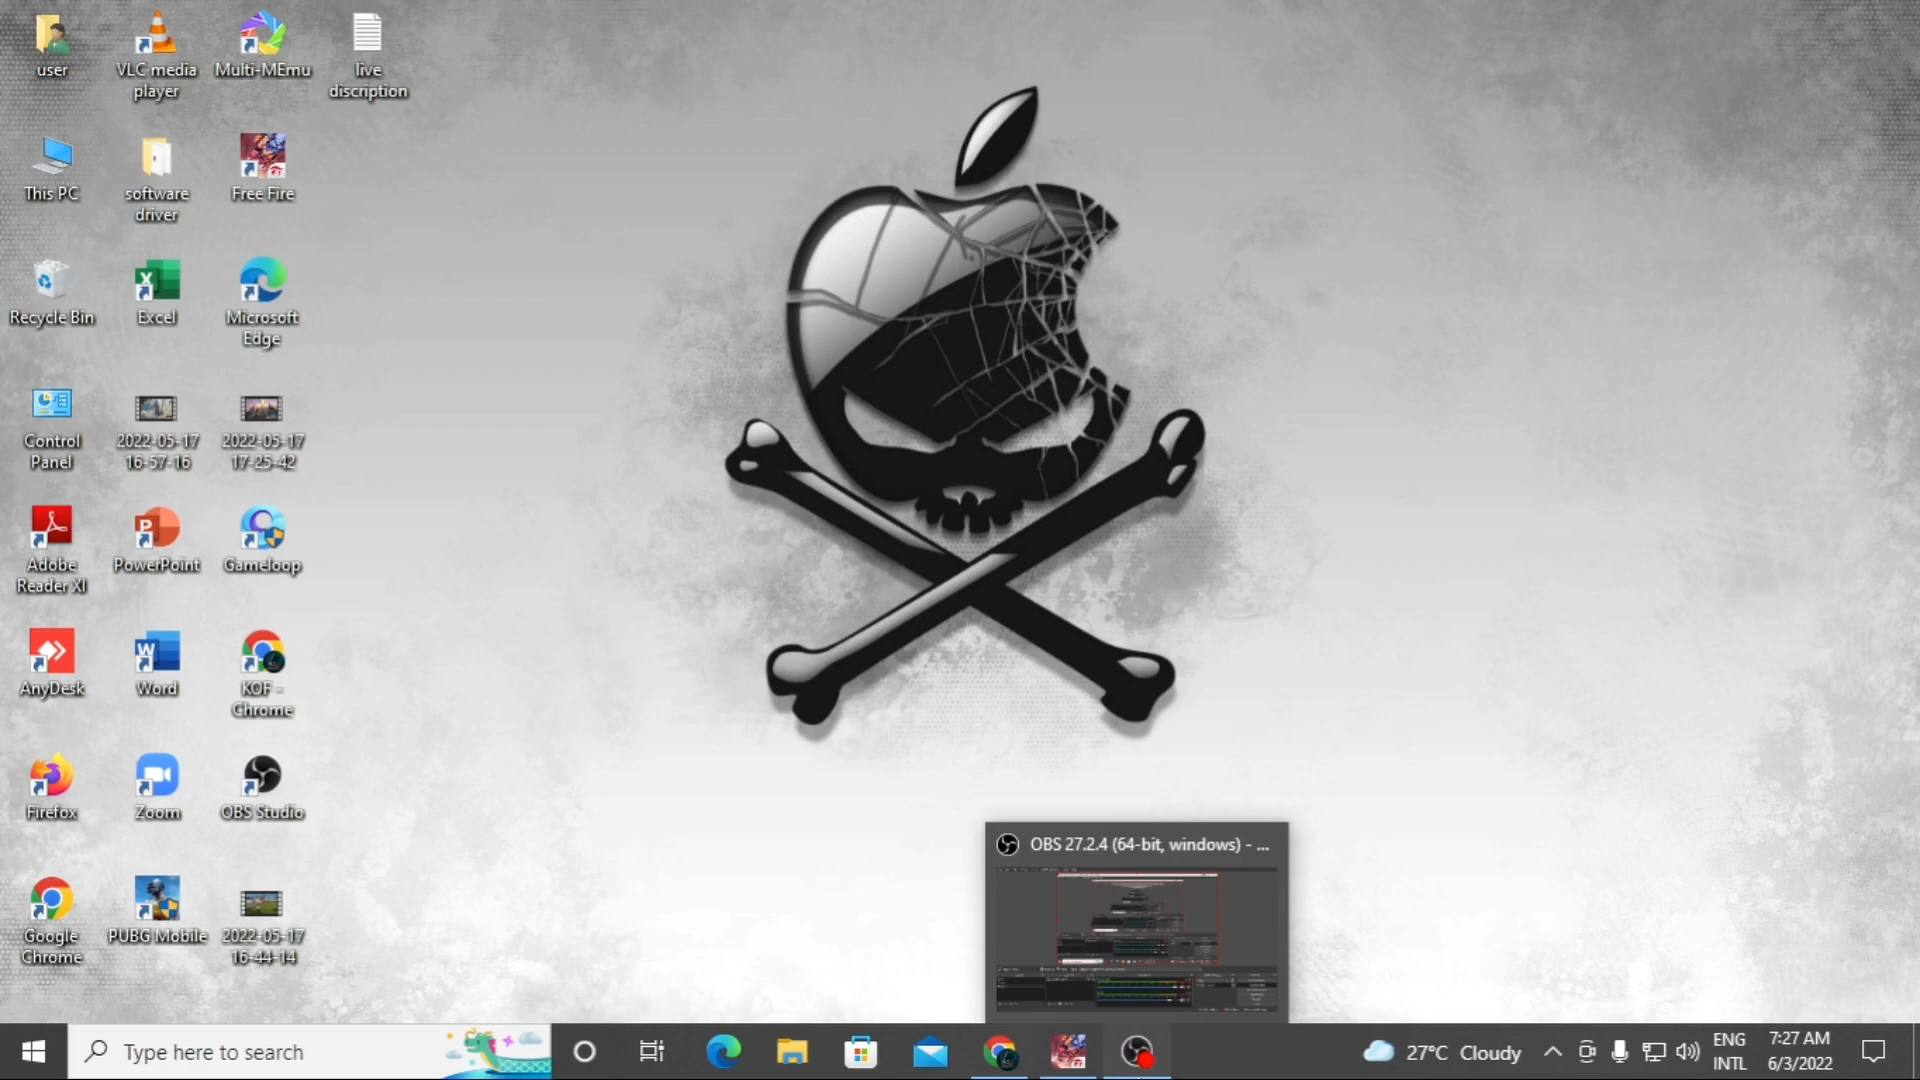 user
VLC media
player
Multi-MEmu
live
discription
This PC
software
driver
Free Fire
Recycle Bin
Excel
Microsoft
Edge
Control
Panel
2022-05-17
16-57-16
2022-05-17
17-25-42
Adobe
Reader XI
PowerPoint
Gameloop
AnyDesk
Word
KOF -
Chrome
Firefox
Zoom
OBS Studio
Google
Chrome
PUBG Mobile
2022-05-17
16-44-14
OBS 27.2.4 (64-bit, windows) - ...
Type here to search
27°C Cloudy
ENG
INTL
7:27 AM
6/3/2022